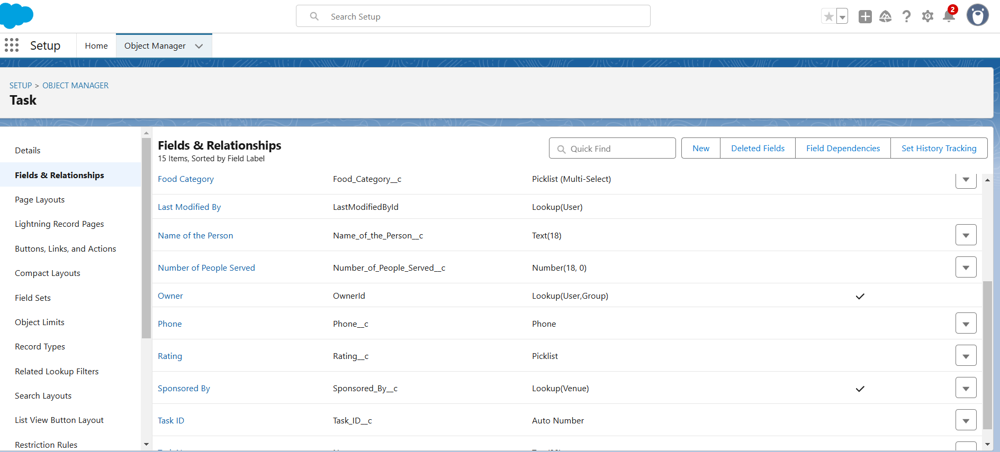 Search Setup
2
Setup
Home
Object Manager
SETUP > OBJECT MANAGER
Task
Details
Fields & Relationships
Page Layouts
Lightning Record Pages
Buttons, Links, and Actions
Compact Layouts
Field Sets
Object Limits
Record Types
Related Lookup Filters
Search Layouts
List View Button Layout
Restriction Rules
Fields & Relationships
15 Items, Sorted by Field Label
Quick Find
New
Deleted Fields
Field Dependencies
Set History Tracking
Food Category Food_Category__c Picklist (Multi-Select)
Last Modified By LastModifiedById Lookup(User)
Name of the Person Name_of_the_Person__c Text(18)
Number of People Served Number_of_People_Served__c Number(18, 0)
Owner OwnerId Lookup(User,Group)
Phone Phone__c Phone
Rating Rating__c Picklist
Sponsored By Sponsored_By__c Lookup(Venue)
Task ID Task_ID__c Auto Number